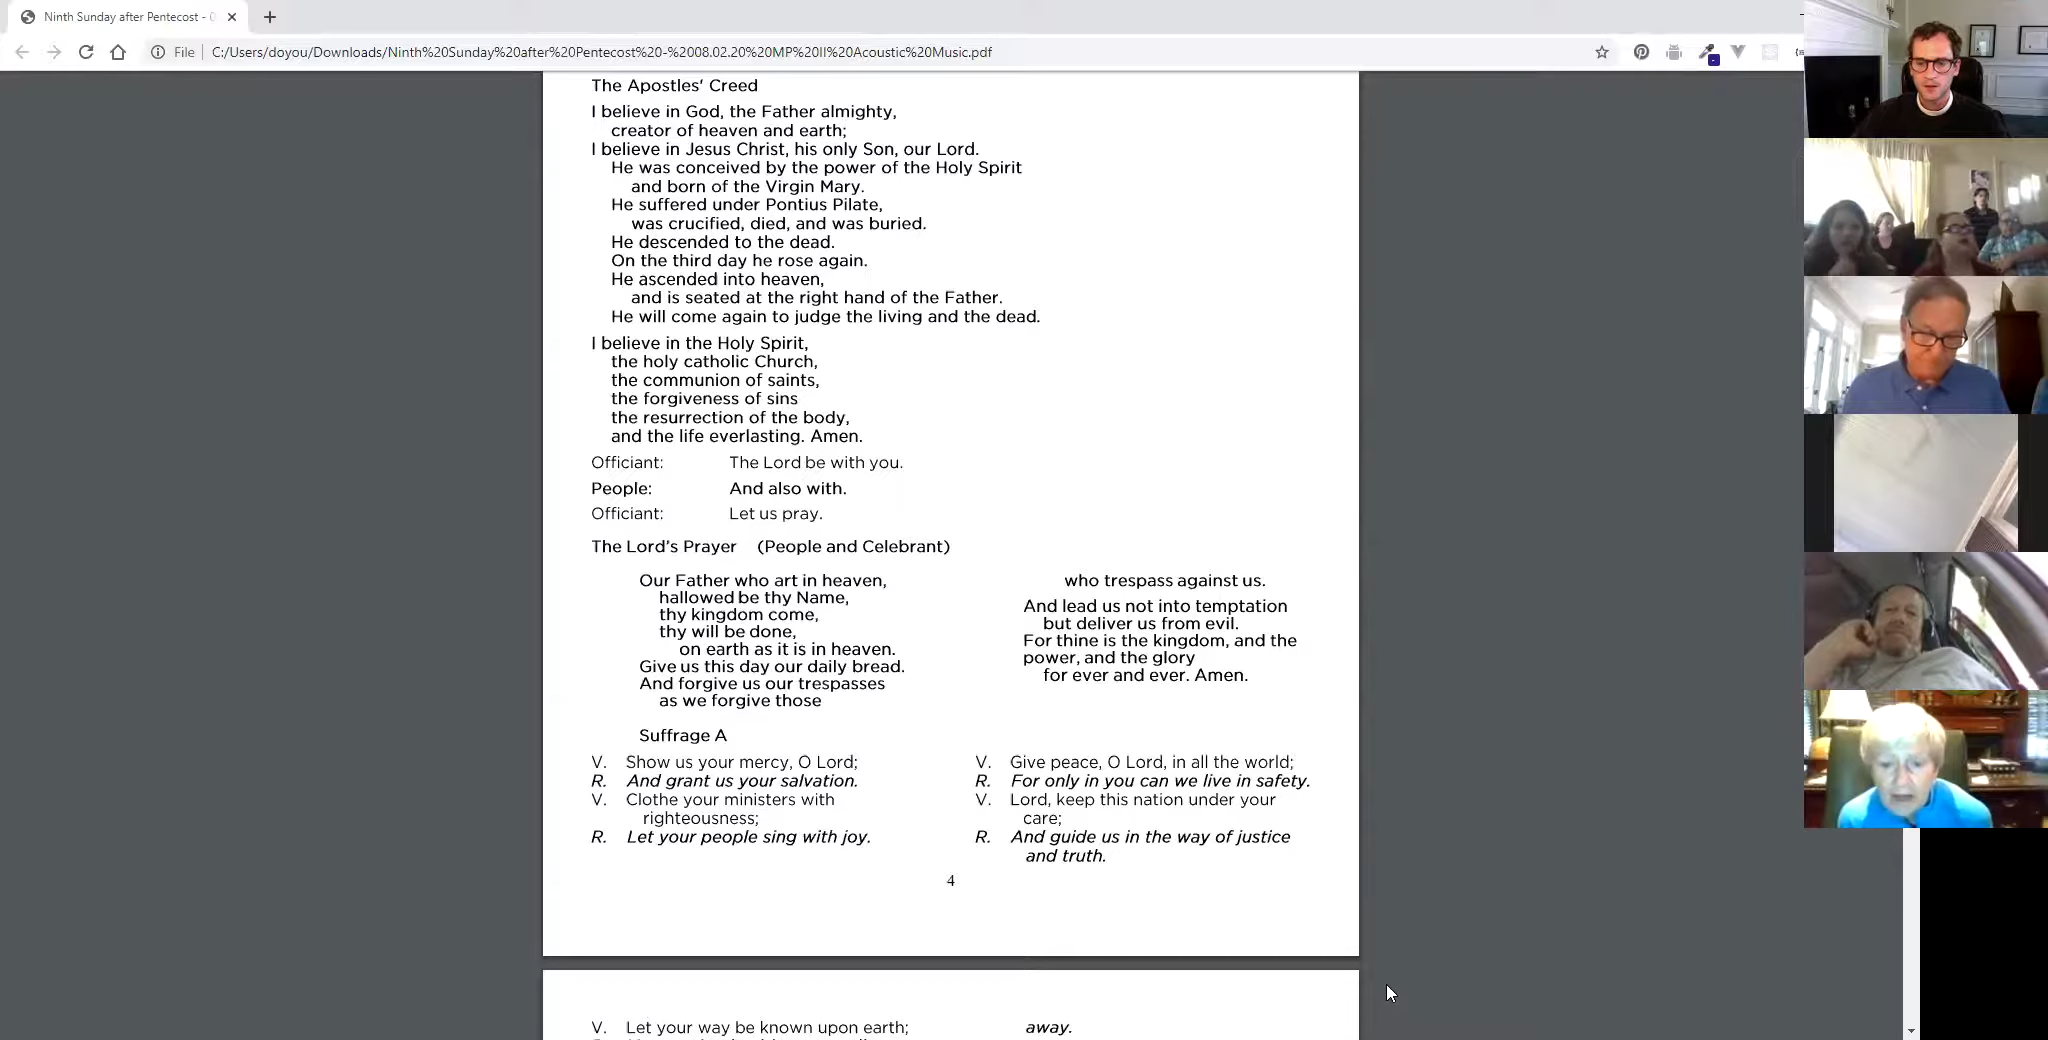 Ninth Sunday after Pentecost - 0
File
C:/Users/doyou/Downloads/Ninth%20Sunday%20after%20Pentecost%20-%2008.02.20%20MP%20II%20Acoustic%20Music.pdf
The Apostles' Creed
I believe in God, the Father almighty,
creator of heaven and earth;
I believe in Jesus Christ, his only Son, our Lord.
He was conceived by the power of the Holy Spirit
and born of the Virgin Mary.
He suffered under Pontius Pilate,
was crucified, died, and was buried.
He descended to the dead.
On the third day he rose again.
He ascended into heaven,
and is seated at the right hand of the Father.
He will come again to judge the living and the dead.
I believe in the Holy Spirit,
the holy catholic Church,
the communion of saints,
the forgiveness of sins
the resurrection of the body,
and the life everlasting. Amen.
Officiant: The Lord be with you.
People: And also with.
Officiant: Let us pray.
The Lord's Prayer (People and Celebrant)
Our Father who art in heaven,
hallowed be thy Name,
thy kingdom come,
thy will be done,
on earth as it is in heaven.
Give us this day our daily bread.
And forgive us our trespasses
as we forgive those
who trespass against us.
And lead us not into temptation
but deliver us from evil.
For thine is the kingdom, and the
power, and the glory
for ever and ever. Amen.
Suffrage A
V. Show us your mercy, O Lord;
R. And grant us your salvation.
V. Clothe your ministers with
righteousness;
R. Let your people sing with joy.
V. Give peace, O Lord, in all the world;
R. For only in you can we live in safety.
V. Lord, keep this nation under your
care;
R. And guide us in the way of justice
and truth.
4
V. Let your way be known upon earth;
away.